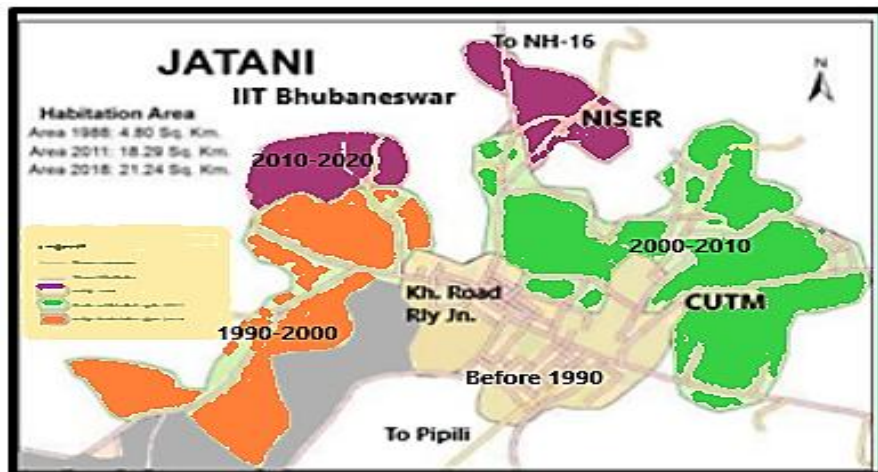 To NH-16
JATANI
N
IIT Bhubaneswar
Habitation Area
Area 1988: 4.80 Sq. Km.
Area 2011: 18.29 Sq. Km.
Area 2018: 21.24 Sq. Km.
NISER
2010-2020
2000-2010
Kh. Road
Rly Jn.
CUTM
1990-2000
Before 1990
To Pipili